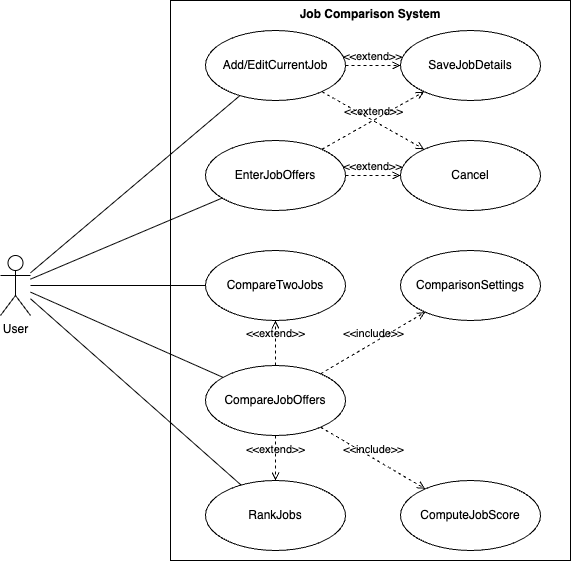 Job Comparison System
Add/EditCurrentJob
<<extend>>
SaveJobDetails
<<extend>>
EnterJobOffers
<<extend>>
Cancel
User
CompareTwoJobs
ComparisonSettings
<<extend>>
<<include>>
CompareJobOffers
<<extend>>
<<include>>
RankJobs
ComputeJobScore